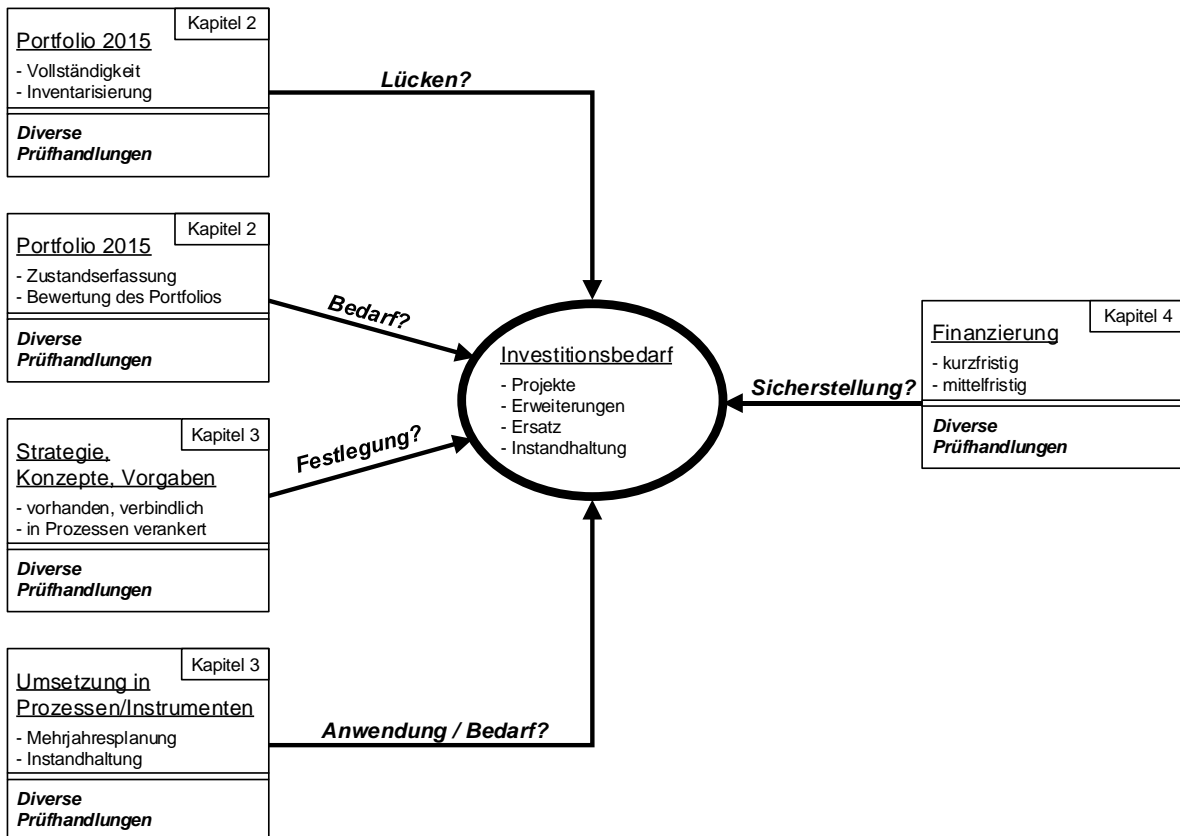 Kapitel 2
Portfolio 2015
- Vollständigkeit
- Inventarisierung
Diverse
Prüfhandlungen
Lücken?
Kapitel 2
Portfolio 2015
- Zustandserfassung
- Bewertung des Portfolios
Diverse
Prüfhandlungen
Bedarf?
Kapitel 3
Strategie,
Konzepte, Vorgaben
- vorhanden, verbindlich
- in Prozessen verankert
Diverse
Prüfhandlungen
Festlegung?
Kapitel 3
Umsetzung in
Prozessen/Instrumenten
- Mehrjahresplanung
- Instandhaltung
Diverse
Prüfhandlungen
Anwendung / Bedarf?
Investitionsbedarf
- Projekte
- Erweiterungen
- Ersatz
- Instandhaltung
Sicherstellung?
Kapitel 4
Finanzierung
- kurzfristig
- mittelfristig
Diverse
Prüfhandlungen